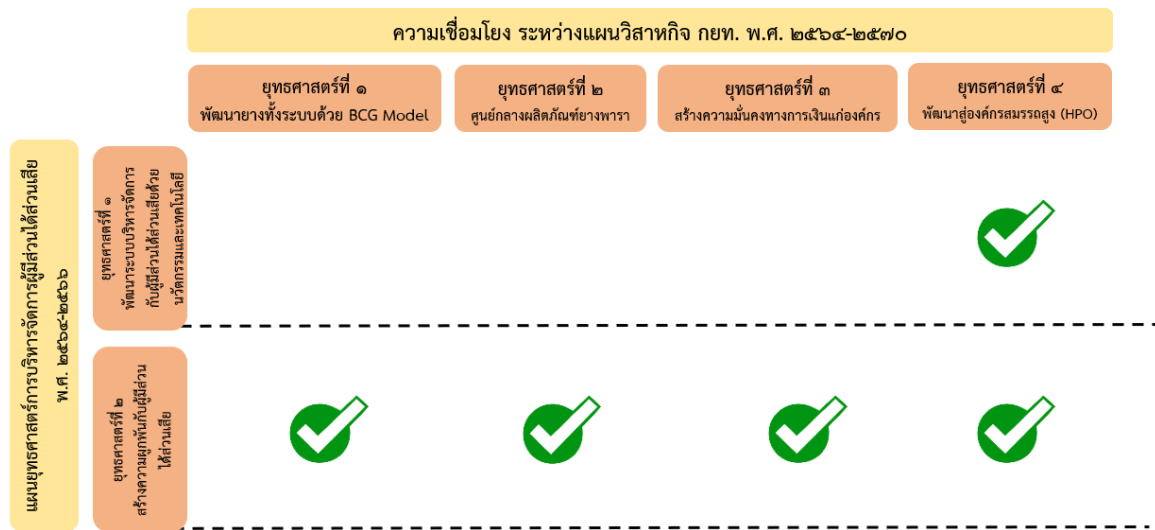 ความเชื่อมโยง ระหว่างแผนวิสาหกิจ กยท. พ.ศ. ๒๕๖๔-๒๕๗๐
ยุทธศาสตร์ที่ ๑
พัฒนายางทั้งระบบด้วย BCG Model
ยุทธศาสตร์ที่ ๒
ศูนย์กลางผลิตภัณฑ์ยางพารา
ยุทธศาสตร์ที่ ๓
สร้างความมั่นคงทางการเงินแก่องค์กร
ยุทธศาสตร์ที่ ๔
พัฒนาสู่องค์กรสมรรถสูง (HPO)
แผนยุทธศาสตร์การบริหารจัดการผู้มีส่วนได้ส่วนเสีย
พ.ศ. ๒๕๖๔-๒๕๖๖
ยุทธศาสตร์ที่ ๑
พัฒนาระบบบริหารจัดการ
กับผู้มีส่วนได้ส่วนเสียด้วย
นวัตกรรมและเทคโนโลยี
ยุทธศาสตร์ที่ ๒
สร้างความผูกพันกับผู้มีส่วน
ได้ส่วนเสีย